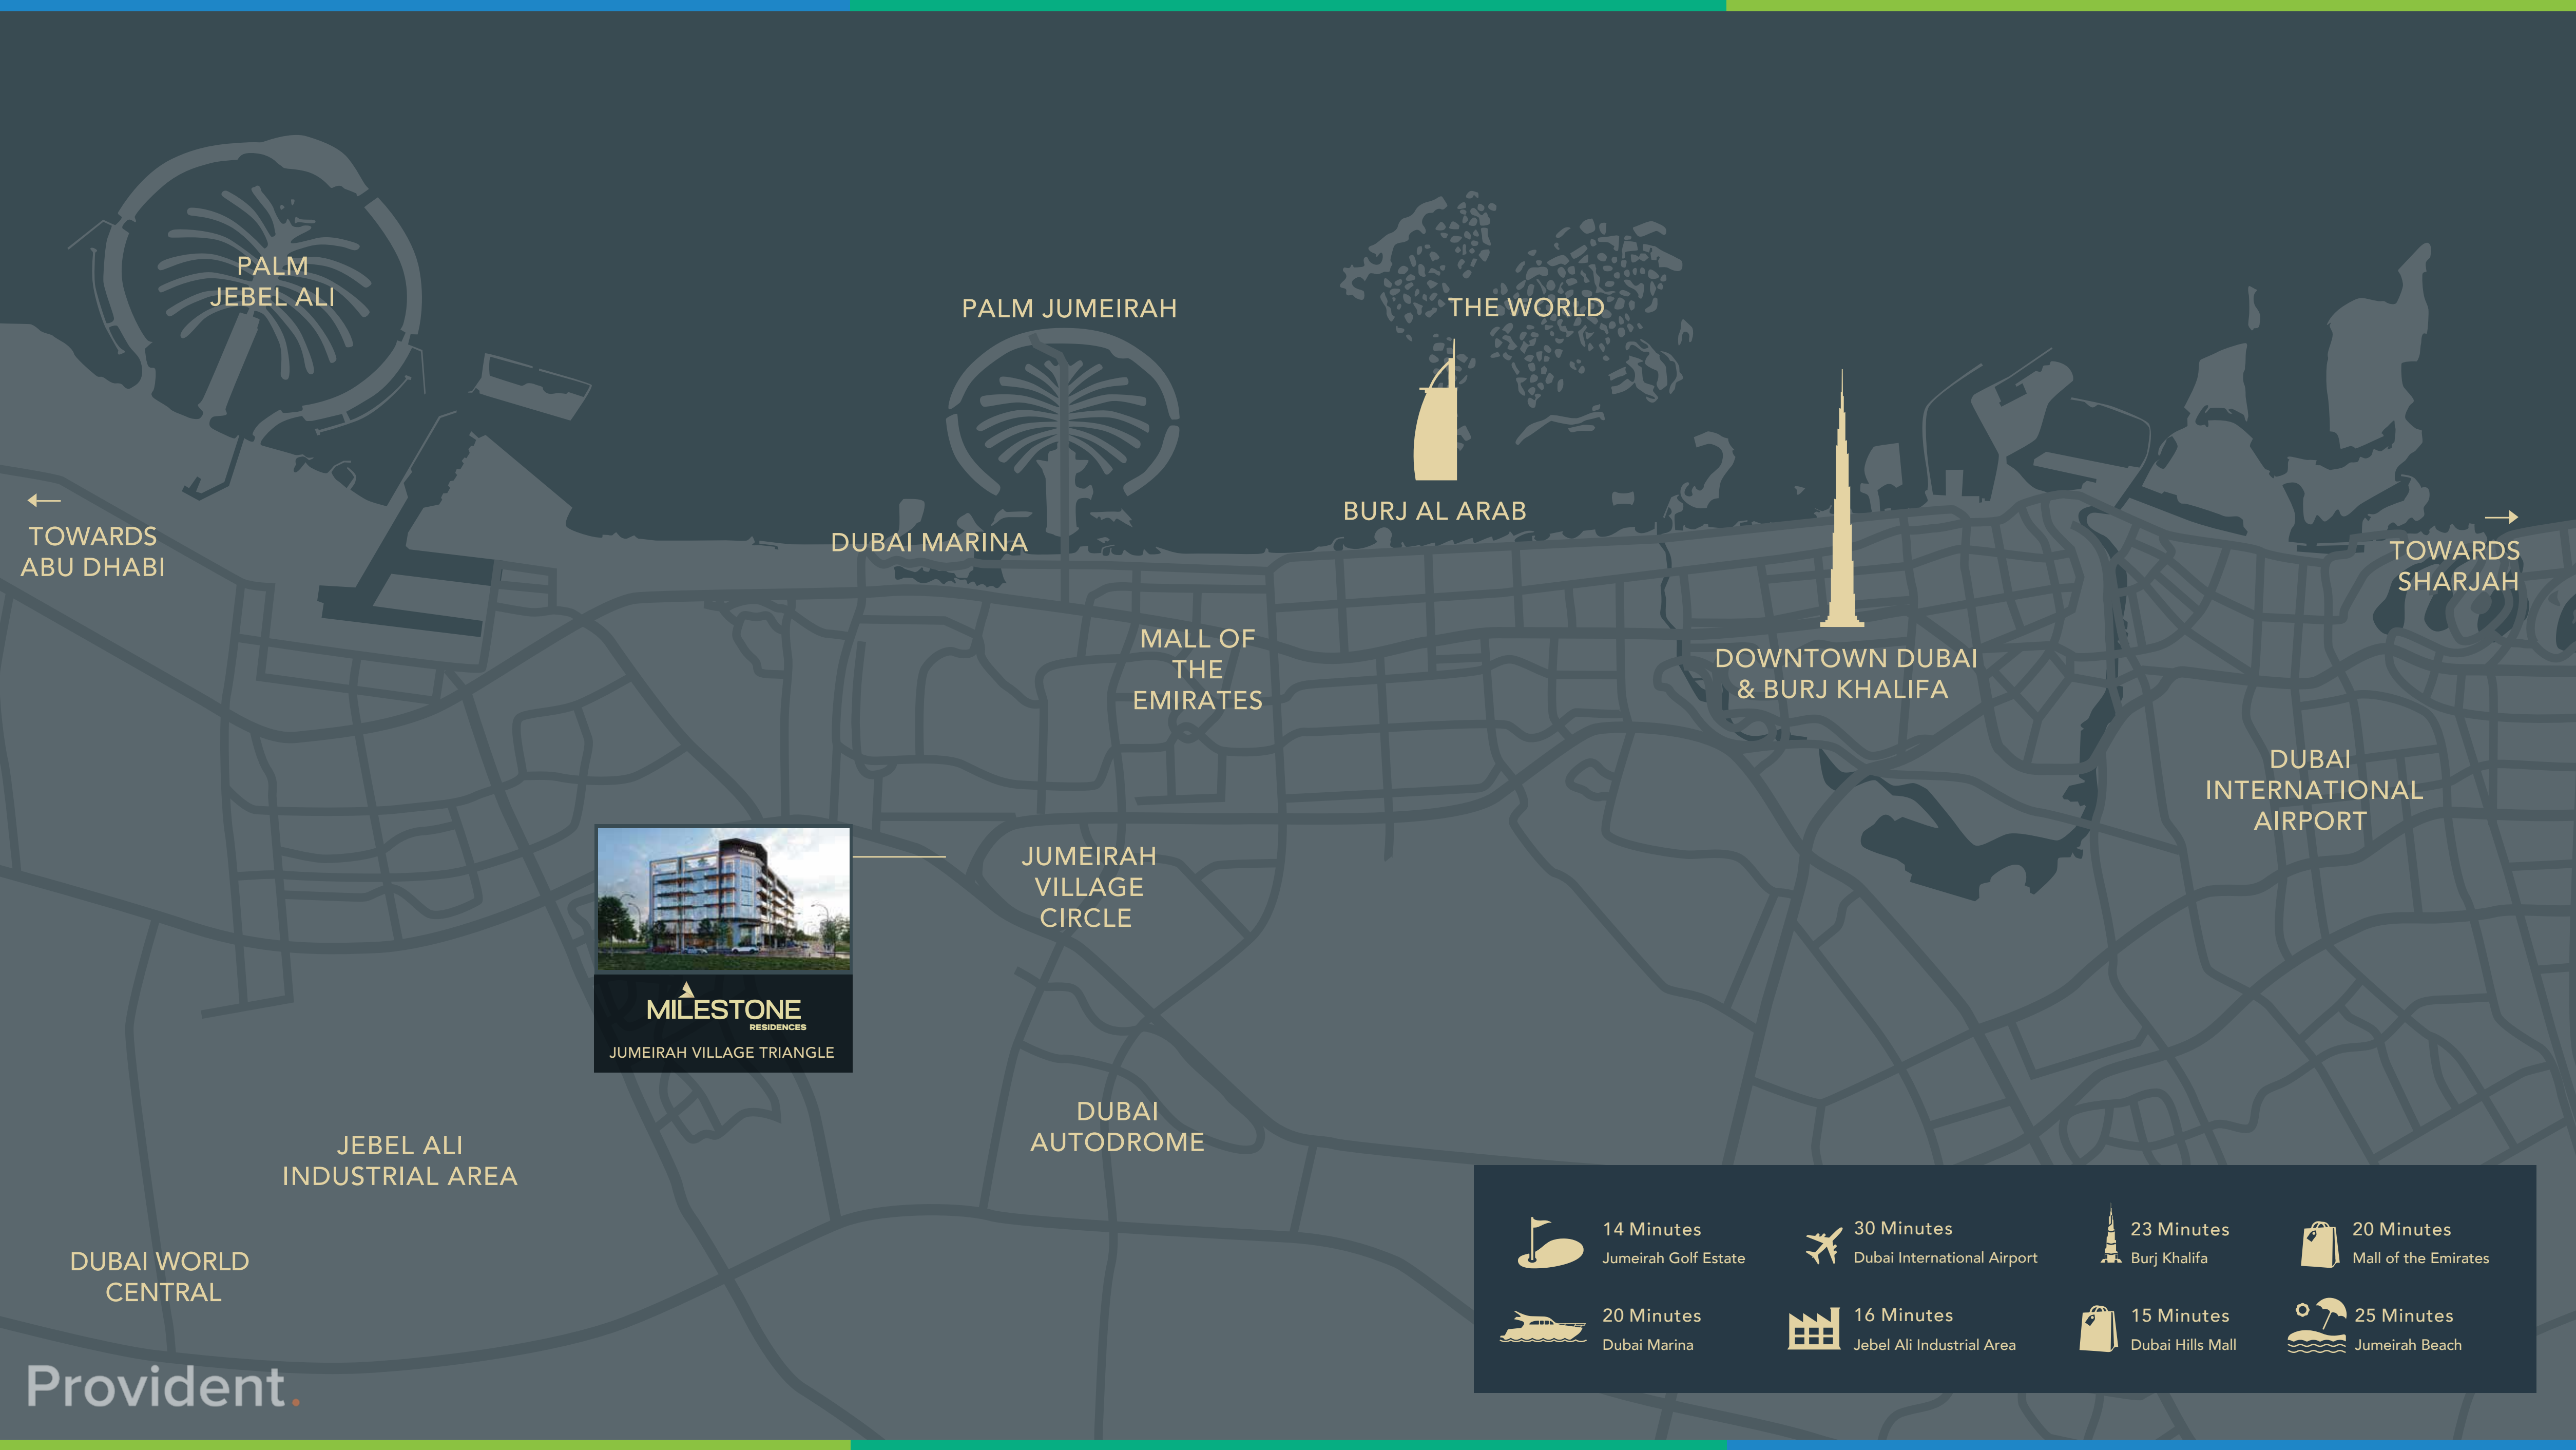 PALM
JEBEL ALI
PALM JUMEIRAH
THE WORLD
BURJ AL ARAB
TOWARDS
ABU DHABI
DUBAI MARINA
TOWARDS
SHARJAH
MALL OF
THE
EMIRATES
DOWNTOWN DUBAI
& BURJ KHALIFA
DUBAI
INTERNATIONAL
AIRPORT
JUMEIRAH
VILLAGE
CIRCLE
MILESTONE
RESIDENCES
JUMEIRAH VILLAGE TRIANGLE
DUBAI
AUTODROME
JEBEL ALI
INDUSTRIAL AREA
DUBAI WORLD
CENTRAL
14 Minutes
Jumeirah Golf Estate
30 Minutes
Dubai International Airport
23 Minutes
Burj Khalifa
20 Minutes
Mall of the Emirates
20 Minutes
Dubai Marina
16 Minutes
Jebel Ali Industrial Area
15 Minutes
Dubai Hills Mall
25 Minutes
Jumeirah Beach
Provident.